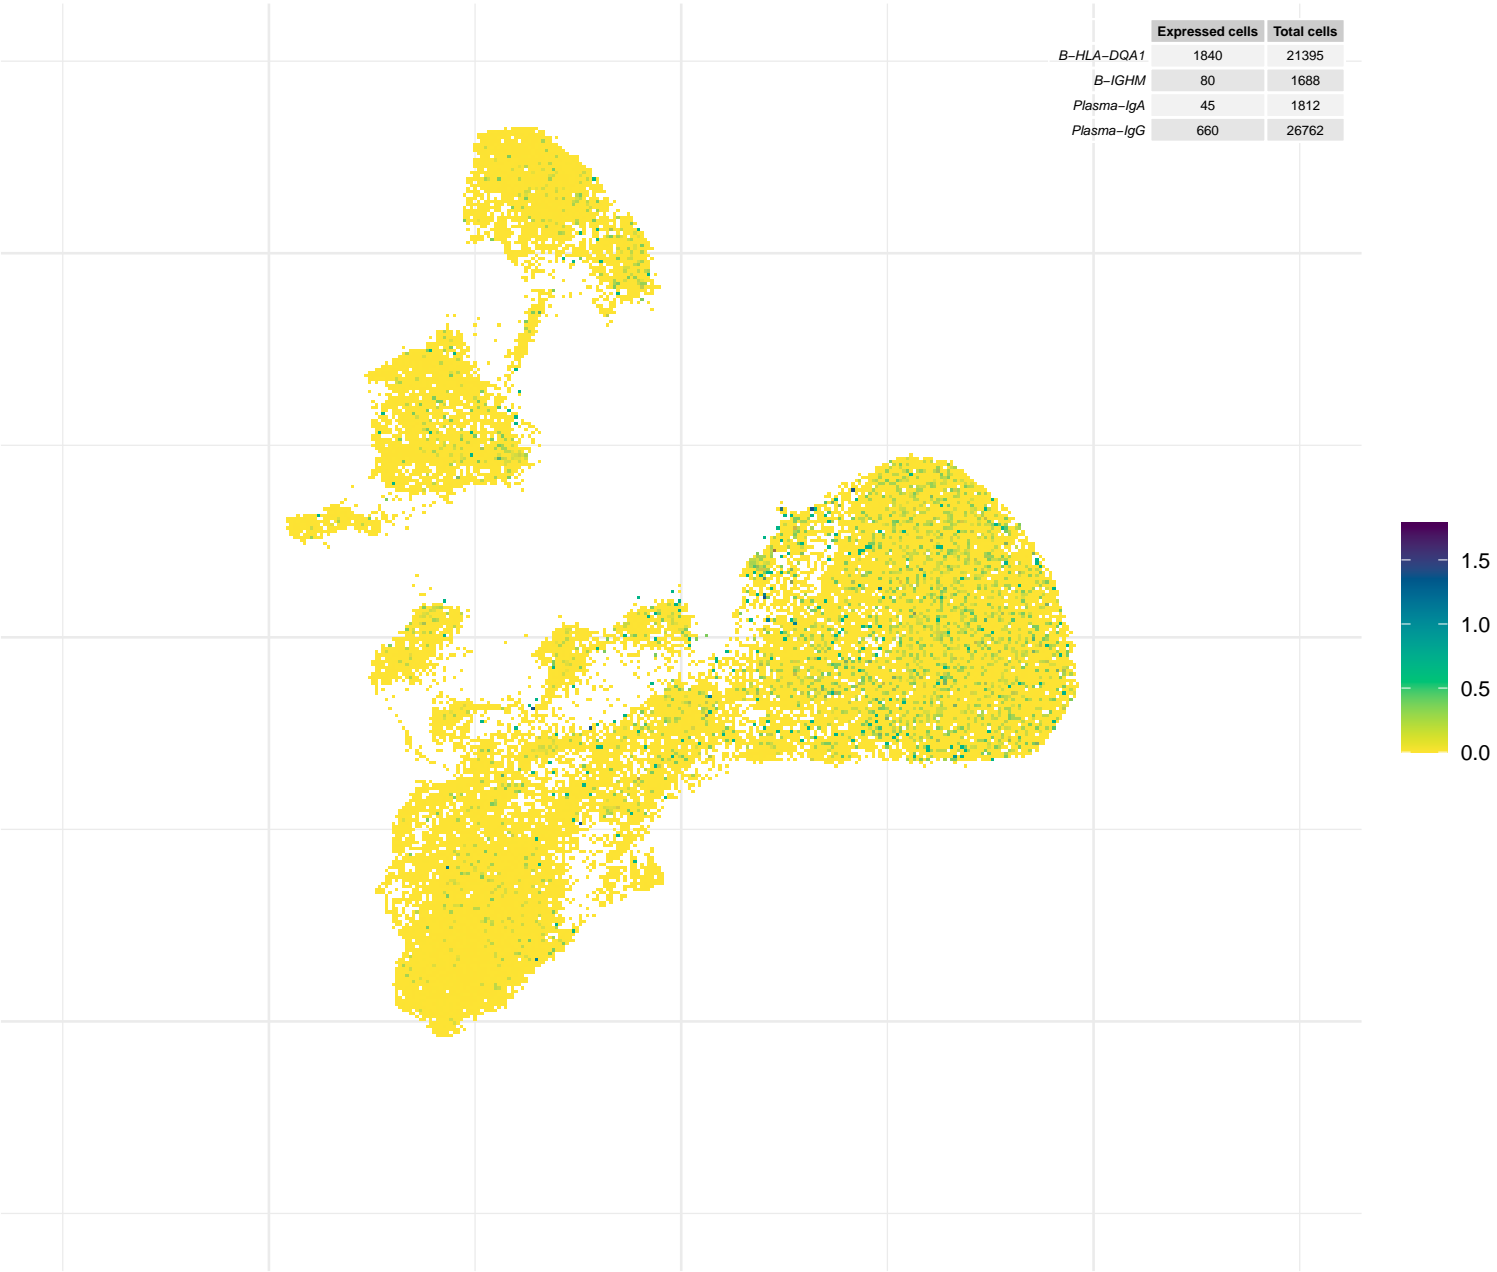 Expressed cells Total cells
B−HLA−DQA1 1840 21395
B−IGHM 80 1688
Plasma−IgA 45 1812
Plasma−IgG 660 26762
1.5
1.0
0.5
0.0